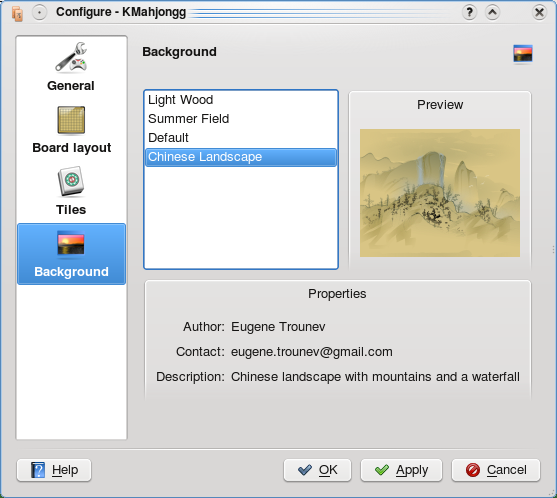 Configure - KMahjongg
General
Board layout
Tiles
Background
Background
Light Wood
Summer Field
Default
Chinese Landscape
Preview
Properties
Author: Eugene Trounev
Contact: eugene.trounev@gmail.com
Description: Chinese landscape with mountains and a waterfall
Help
OK
Apply
Cancel